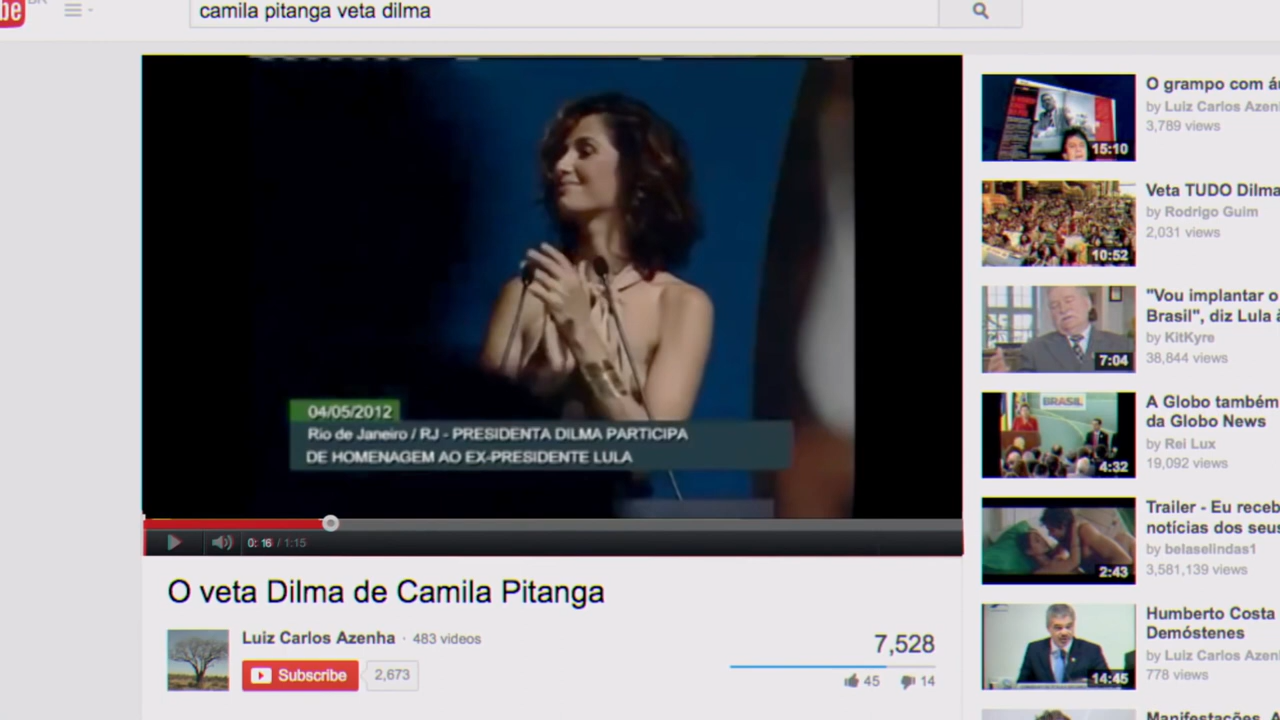 be
BR
camila pitanga veta dilma
04/05/2012
Rio de Janeiro / RJ - PRESIDENTA DILMA PARTICIPA
DE HOMENAGEM AO EX-PRESIDENTE LULA
0:16 / 1:15
O veta Dilma de Camila Pitanga
Luiz Carlos Azenha · 483 videos
Subscribe 2,673
7,528
45 14
15:10
O grampo com
by Luiz Carlos Azen
3,789 views
10:52
Veta TUDO Dilma
by Rodrigo Guim
2,031 views
7:04
"Vou implantar o
Brasil", diz Lula
by KitKyre
38,844 views
BRASIL
4:32
A Globo também
da Globo News
by Rei Lux
19,092 views
2:43
Trailer - Eu receb
notícias dos seus
by belaselindas1
3,581,139 views
14:45
Humberto Costa
Demóstenes
by Luiz Carlos Azen
778 views